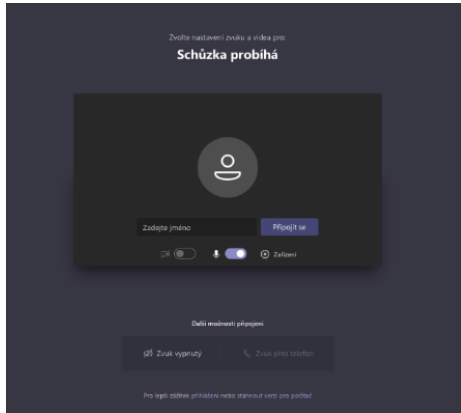 Zvolte nastavení zvuku a videa pro:
Schůzka probíhá
Zadejte jméno
Připojit se
Zařízení
Další možnosti připojení
Zvuk vypnutý
Zvuk přes telefon
Pro lepší zážitek přihlášení nebo stáhnout verzi pro počítač